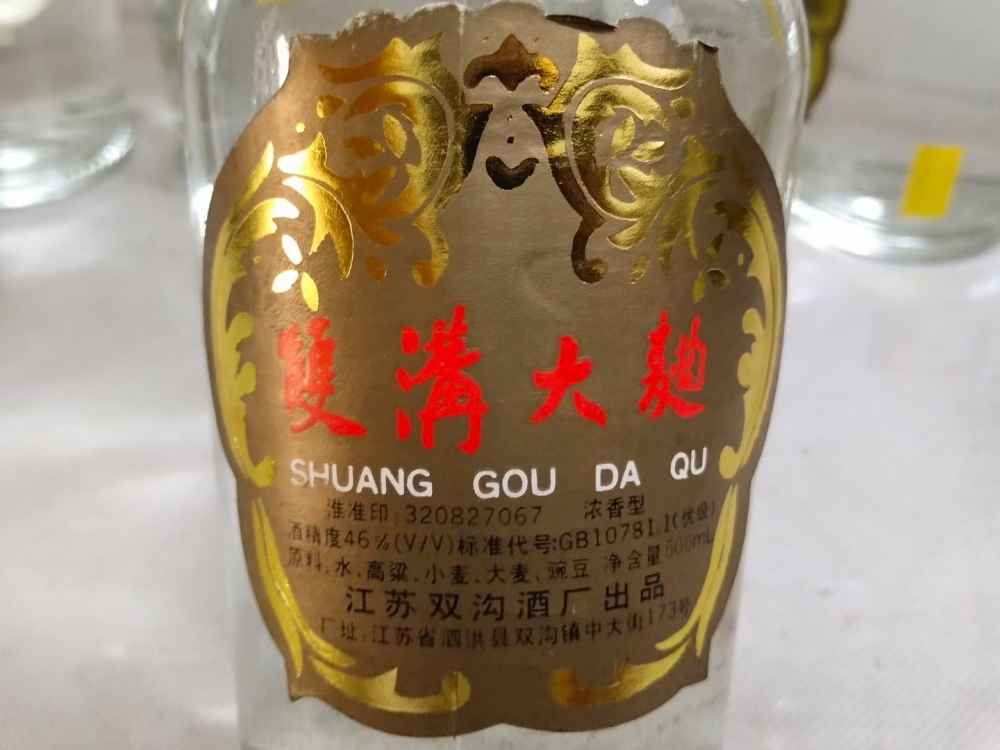 雙溝大麯
SHUANG GOU DA QU
淮准印:320827067 浓香型
酒精度46%(V/V)标准代号:GB10781.1(优级)
原料:水、高粱、小麦、大麦、豌豆 净含量500mL
江苏双沟酒厂出品
厂址:江苏省泗洪县双沟镇中大街173号